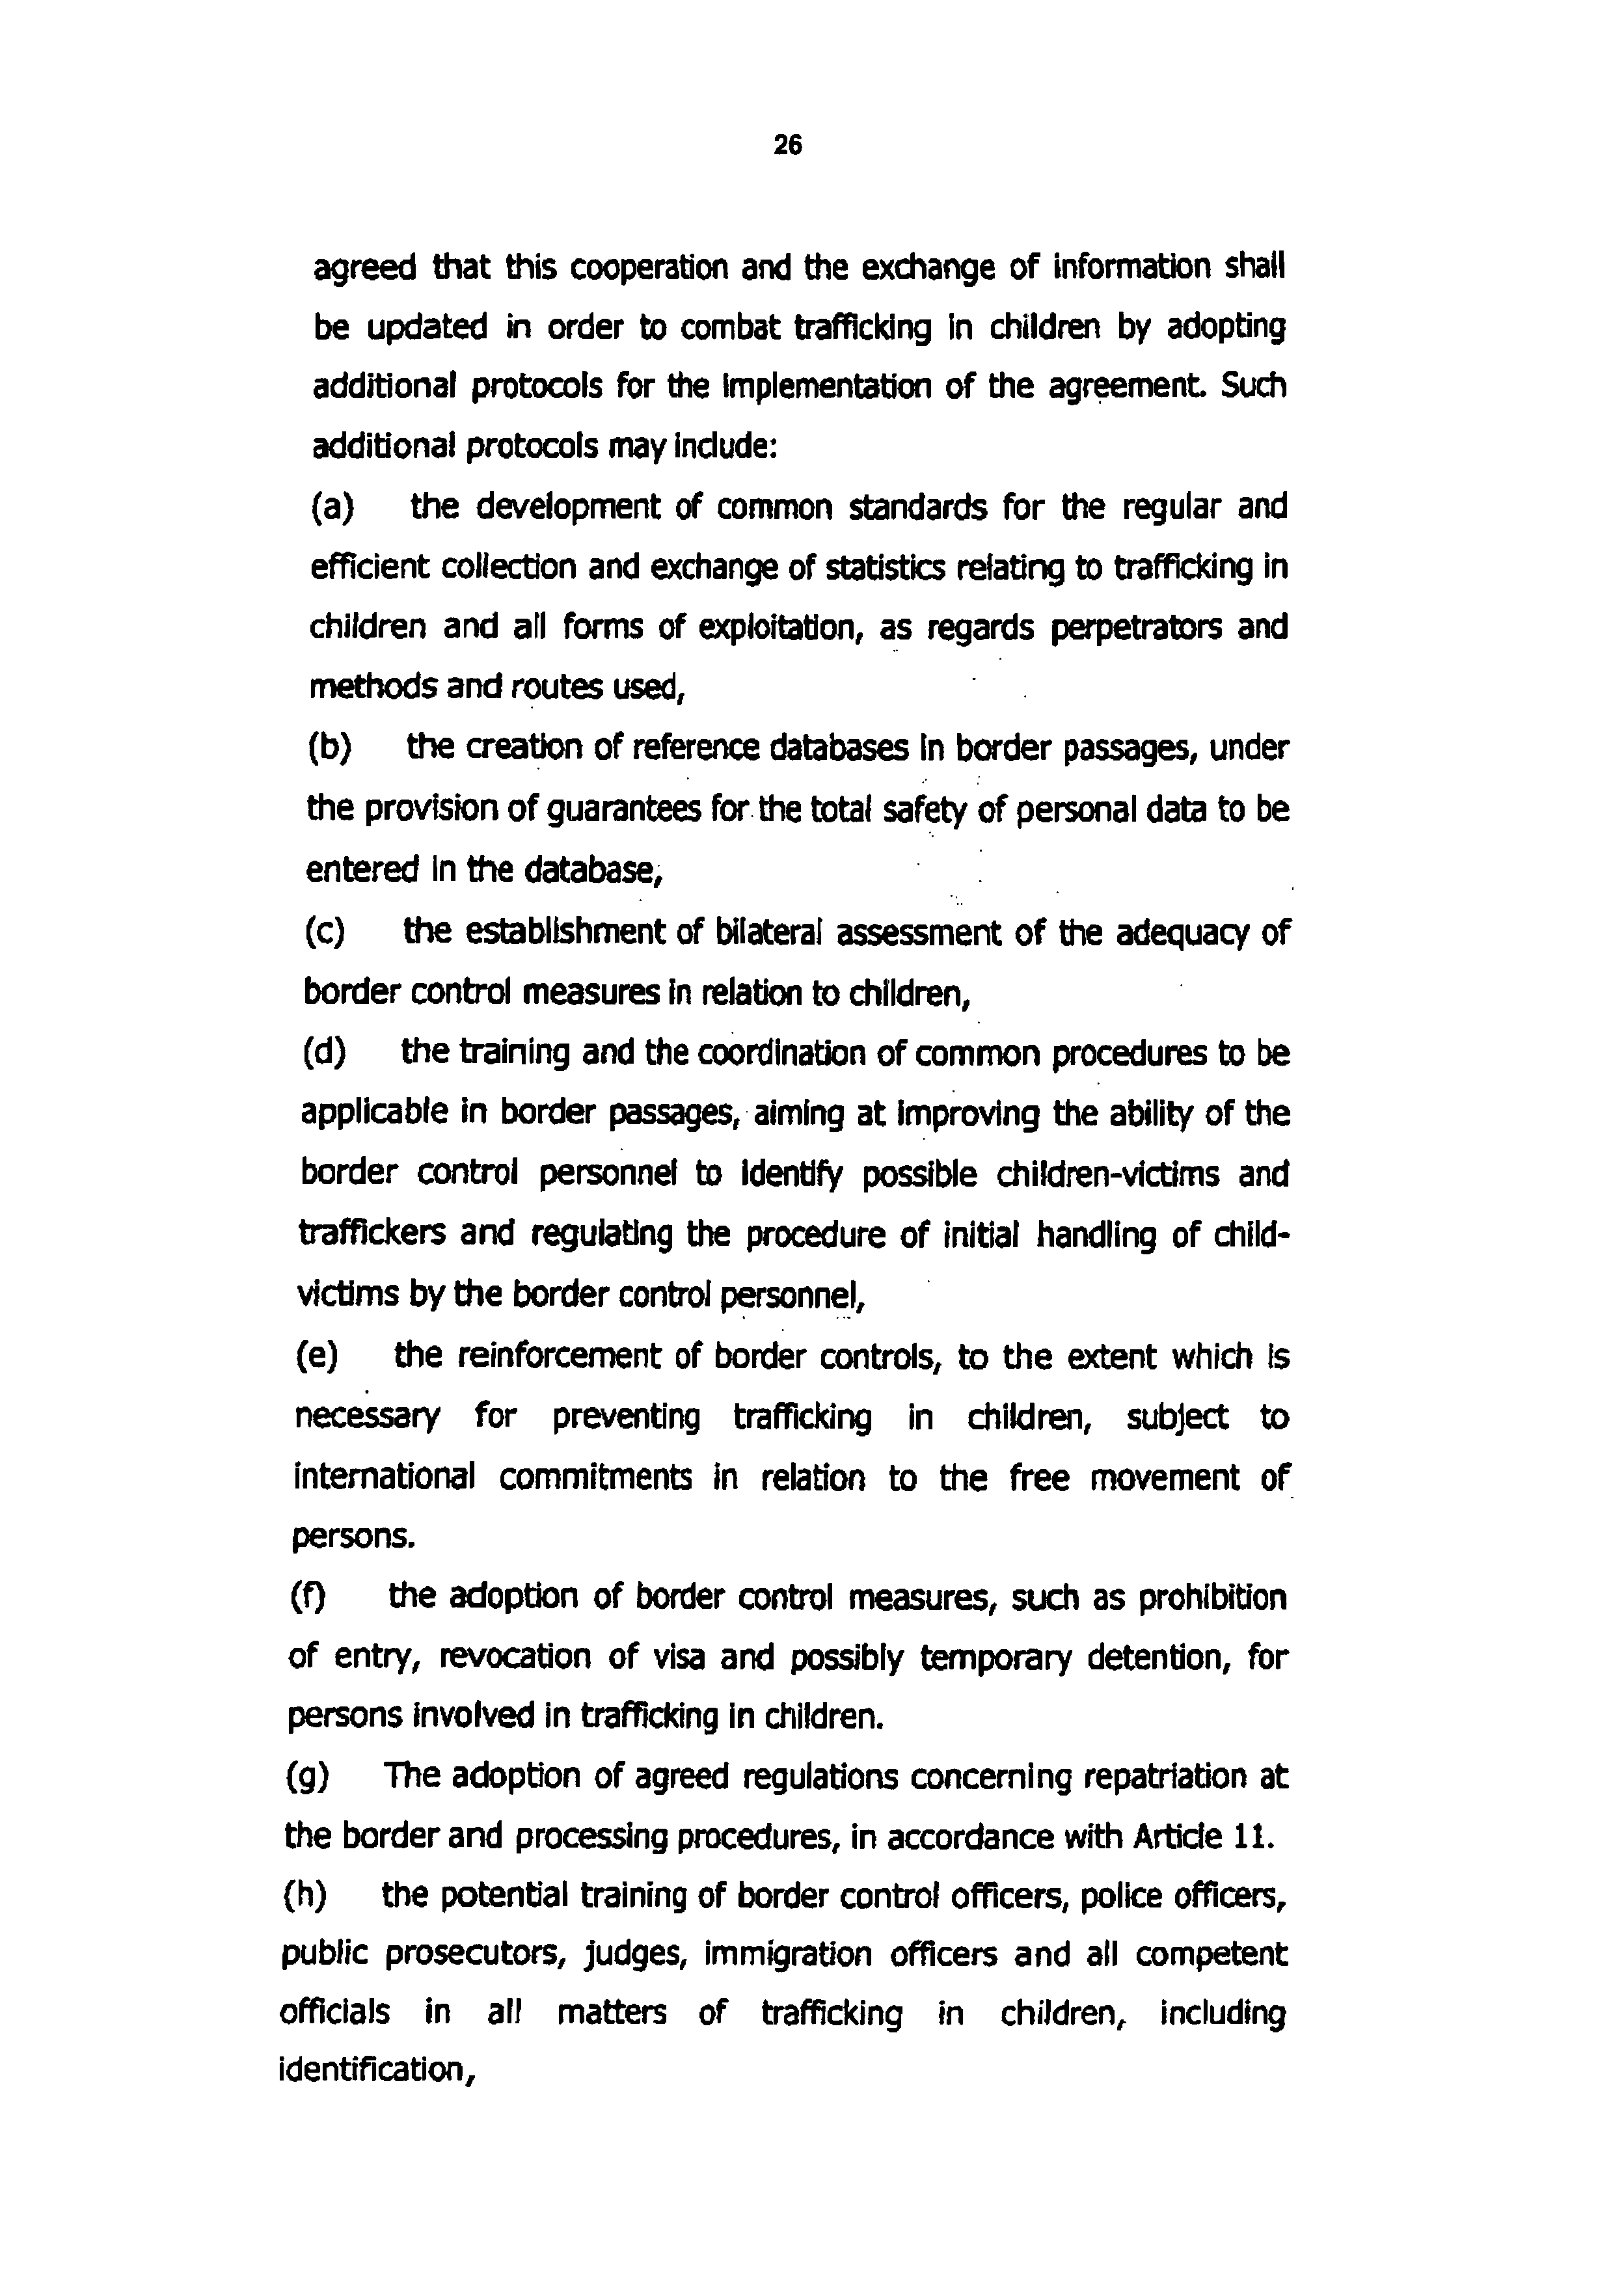 26
agreed that this cooperation and the exchange of information shall
be updated in order to combat trafficking in children by adopting
additional protocols for the implementation of the agreement. Such
additional protocols may include:
(a) the development of common standards for the regular and
efficient collection and exchange of statistics relating to trafficking in
children and all forms of exploitation, as regards perpetrators and
methods and routes used,
(b) the creation of reference databases in border passages, under
the provision of guarantees for the total safety of personal data to be
entered in the database,
(c) the establishment of bilateral assessment of the adequacy of
border control measures in relation to children,
(d) the training and the coordination of common procedures to be
applicable in border passages, aiming at improving the ability of the
border control personnel to identify possible children-victims and
traffickers and regulating the procedure of initial handling of child-
victims by the border control personnel,
(e) the reinforcement of border controls, to the extent which is
necessary for preventing trafficking in children, subject to
international commitments in relation to the free movement of
persons.
(f) the adoption of border control measures, such as prohibition
of entry, revocation of visa and possibly temporary detention, for
persons involved in trafficking in children.
(g) The adoption of agreed regulations concerning repatriation at
the border and processing procedures, in accordance with Article 11.
(h) the potential training of border control officers, police officers,
public prosecutors, judges, immigration officers and all competent
officials in all matters of trafficking in children, including
identification,